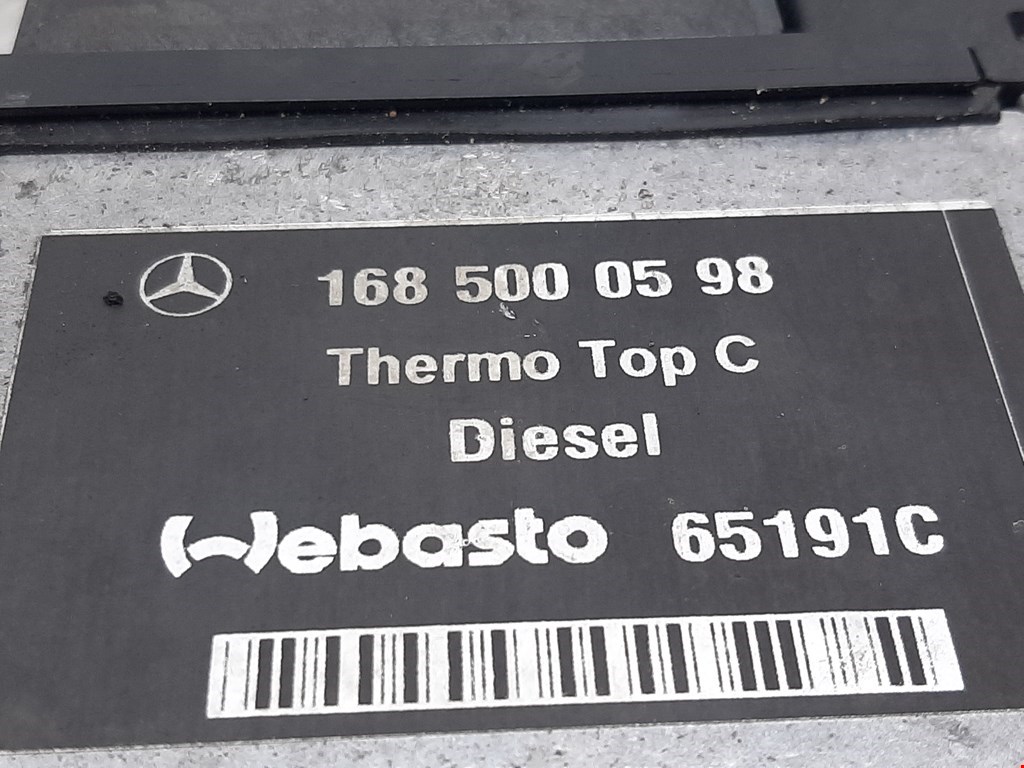 168 500 05 98
Thermo Top C
Diesel
Webasto 65191C